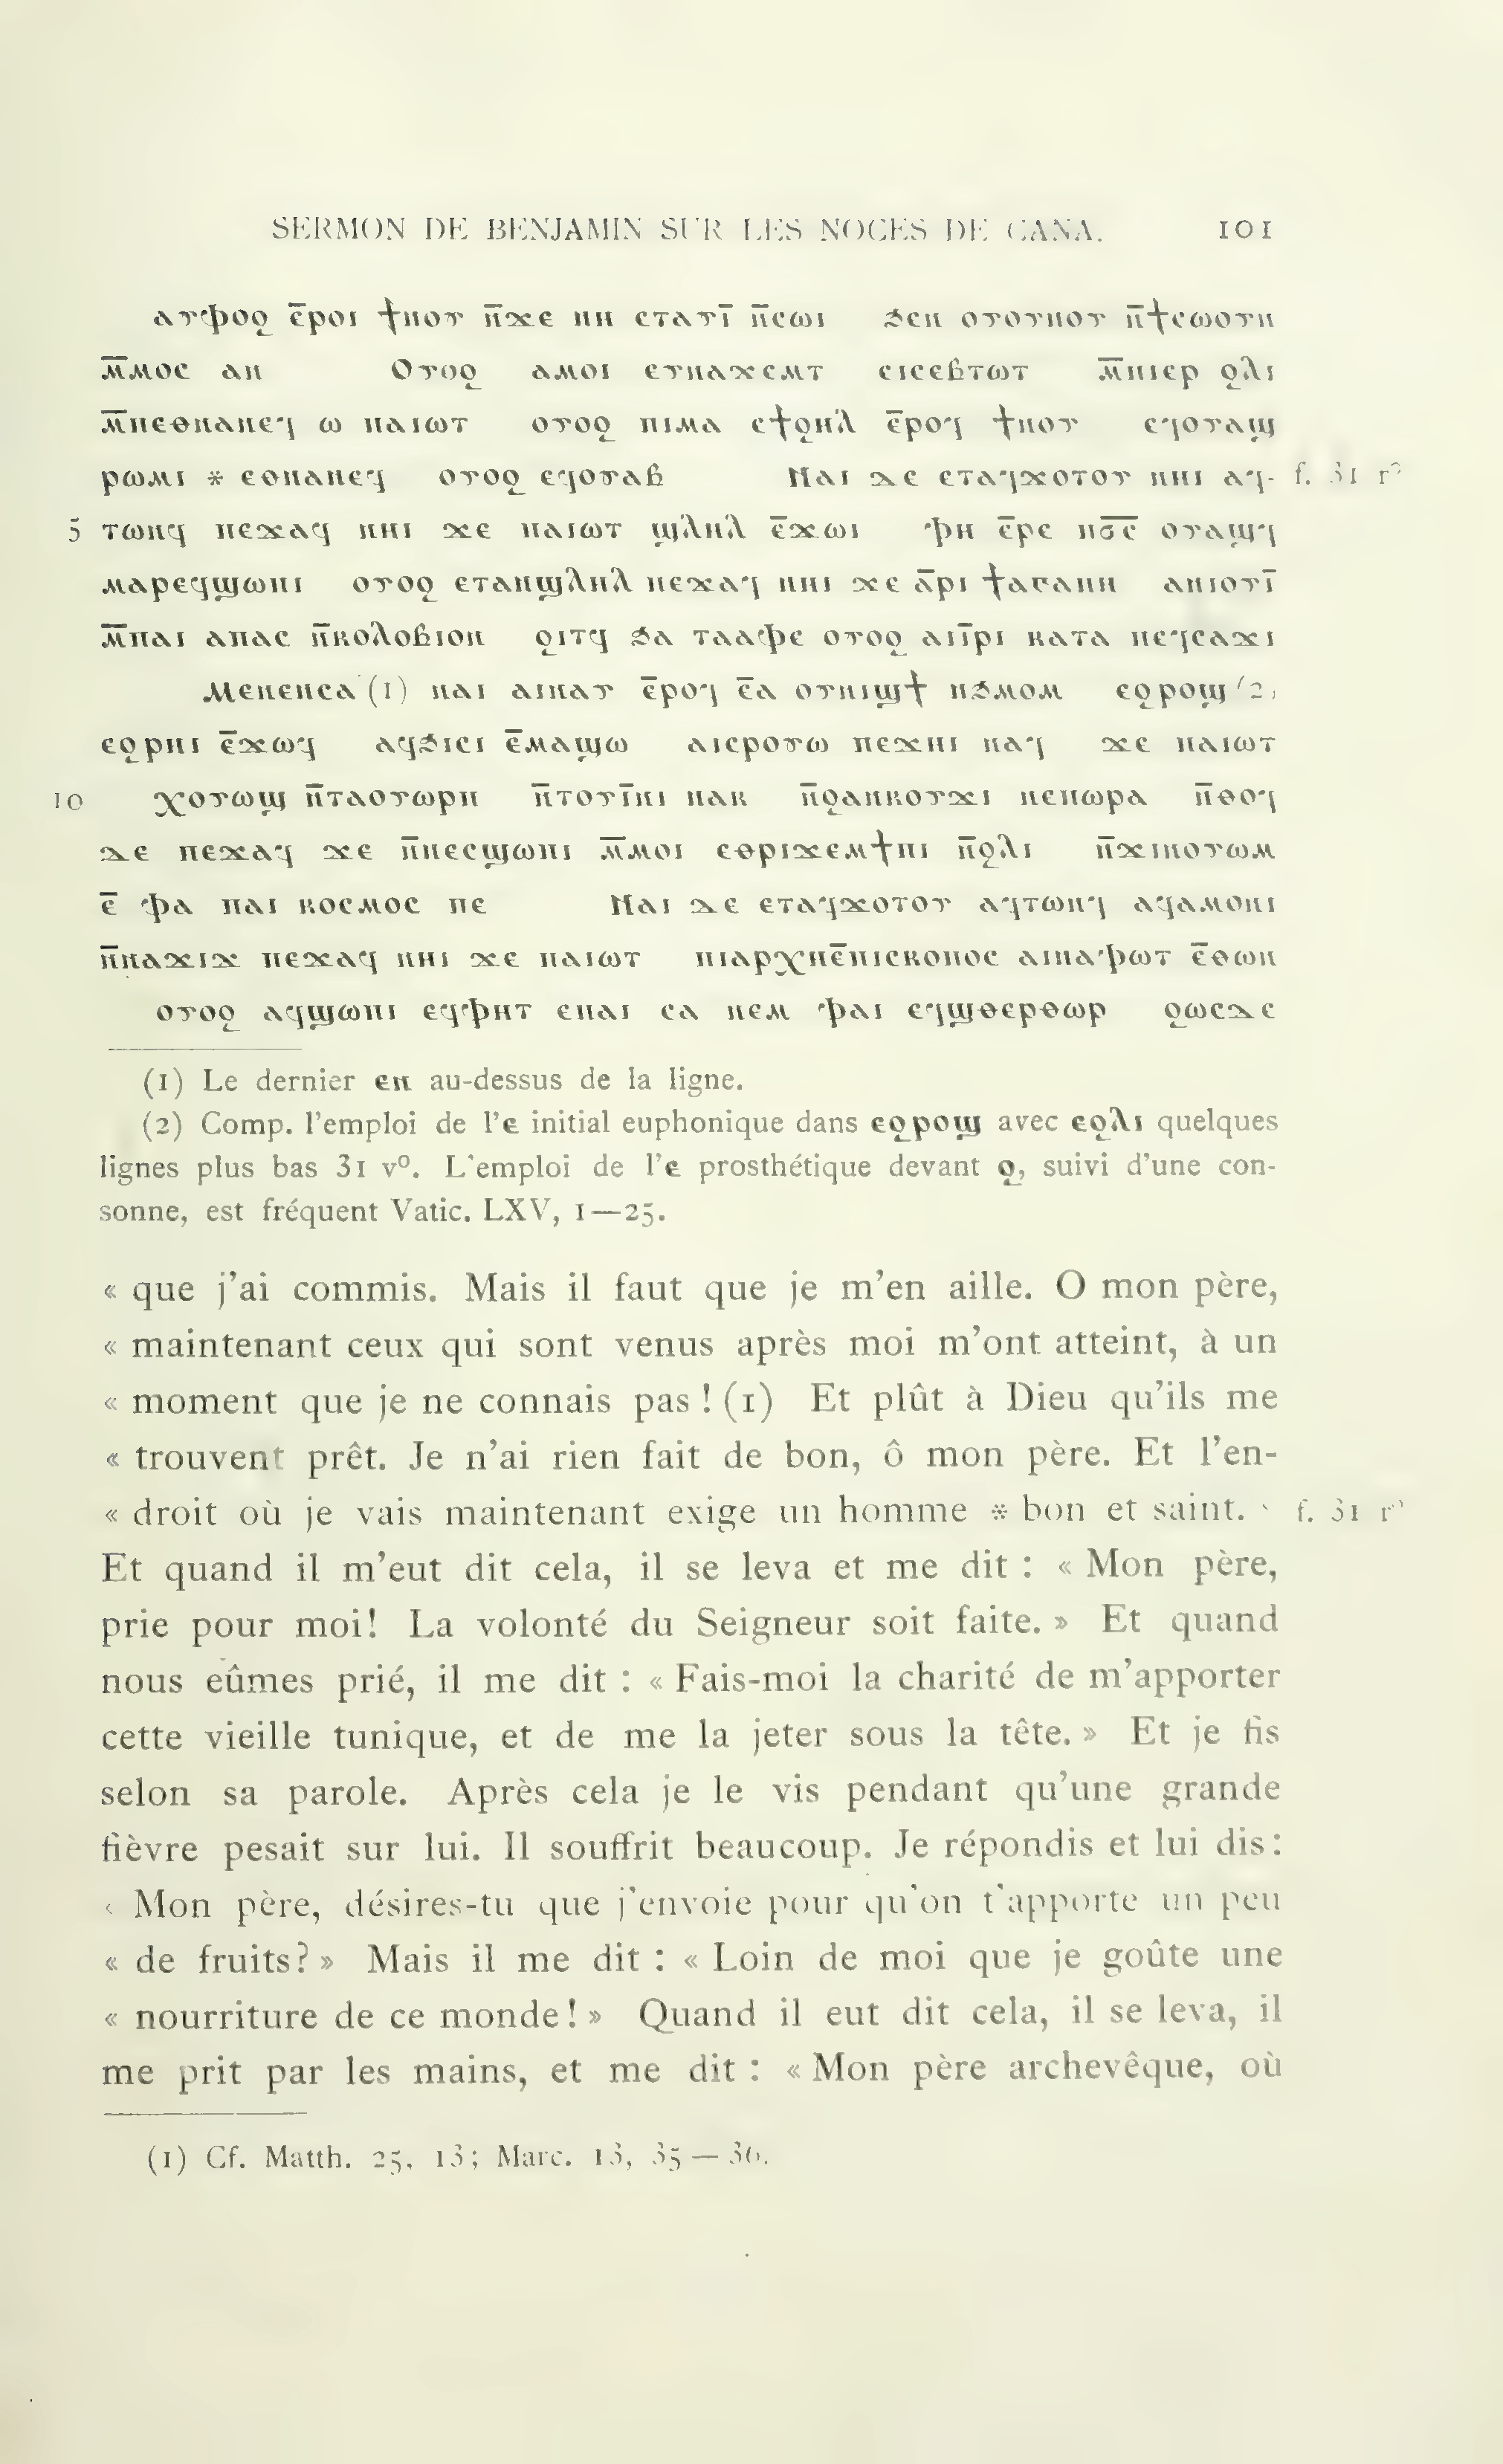 SERMON DE BENJAMIN SUR LES NOCES DE CANA. 101
ⲁⲩⲫⲟϩ ⲉ̅ⲣⲟⲓ ϯⲛⲟⲩ ⲛ̅ϫⲉ ⲛⲏ ⲉⲧⲁⲩⲓ̅ ⲛ̅ⲥⲱⲓ ϧⲉⲛ ⲟⲩⲟⲩⲛⲟⲩ ⲛ̅ϯⲥⲱⲟⲩⲛ
ⲙ̅ⲙⲟⲥ ⲁⲛ Ⲟⲩⲟϩ ⲁⲙⲟⲓ ⲉⲩⲛⲁϫⲉⲙⲧ ⲉⲓⲥⲉⲃⲧⲱⲧ ⲙ̅ⲡⲓⲉⲣ ϩⲗⲓ
ⲙ̅ⲡⲉⲑⲛⲁⲛⲉϥ ⲱ ⲡⲁⲓⲱⲧ ⲟⲩⲟϩ ⲡⲓⲙⲁ ⲉϯϩⲏⲗ ⲉ̅ⲣⲟϥ ϯⲛⲟⲩ ⲉϥⲟⲩⲁϣ
ⲣⲱⲙⲓ * ⲉⲑⲛⲁⲛⲉϥ ⲟⲩⲟϩ ⲉϥⲟⲩⲁⲃ Ⲛⲁⲓ ⲇⲉ ⲉⲧⲁϥϫⲟⲧⲟⲩ ⲛⲏⲓ ⲁϥ- f. 31 r°
5 ⲧⲱⲛϥ ⲡⲉϫⲁϥ ⲛⲏⲓ ϫⲉ ⲡⲁⲓⲱⲧ ϣⲗⲏⲗ ⲉ̅ϫⲱⲓ ⲫⲏ ⲉ̅ⲣⲉ ⲡϭ̅ⲥ̅ ⲟⲩⲁϣϥ
ⲙⲁⲣⲉϥϣⲱⲡⲓ ⲟⲩⲟϩ ⲉⲧⲁⲛϣⲗⲏⲗ ⲡⲉϫⲁϥ ⲛⲏⲓ ϫⲉ ⲁ̅ⲣⲓ ϯⲁⲅⲁⲡⲏ ⲁⲛⲓⲟⲩⲓ̅
ⲙ̅ⲡⲁⲓ ⲁⲡⲁⲥ ⲛ̅ⲕⲟⲗⲟⲃⲓⲟⲛ ϩⲓⲧϥ ϧⲁ ⲧⲁⲁⲫⲉ ⲟⲩⲟϩ ⲁⲓⲓ̅ⲣⲓ ⲕⲁⲧⲁ ⲡⲉϥⲥⲁϫⲓ
ⲙⲉⲛⲉⲛⲥⲁ (1) ⲛⲁⲓ ⲁⲓⲛⲁⲩ ⲉ̅ⲣⲟϥ ⲉ̅ⲁ ⲟⲩⲛⲓϣϯ ⲛϧⲙⲟⲙ ⲉϩⲣⲟϣ (2)
ⲉϩⲣⲏⲓ ⲉ̅ϫⲱϥ ⲁϥϧⲓⲥⲓ ⲉ̅ⲙⲁϣⲱ ⲁⲓⲉⲣⲟⲩⲱ ⲡⲉϫⲏⲓ ⲛⲁϥ ϫⲉ ⲡⲁⲓⲱⲧ
10 ⲭⲟⲩⲱϣ ⲛ̅ⲧⲁⲟⲩⲱⲣⲡ ⲛ̅ⲧⲟⲩⲓ̅ⲛⲓ ⲛⲁⲕ ⲛ̅ϩⲁⲛⲕⲟⲩϫⲓ ⲛⲉⲛⲱⲣⲁ ⲛ̅ⲑⲟϥ
ⲇⲉ ⲡⲉϫⲁϥ ϫⲉ ⲛ̅ⲛⲉⲥϣⲱⲡⲓ ⲙ̅ⲙⲟⲓ ⲉⲑⲣⲓϫⲉⲙϯⲡⲓ ⲛ̅ϩⲗⲓ ⲛ̅ϫⲓⲛⲟⲩⲱⲙ
ⲉ̅ ⲫⲁ ⲡⲁⲓ ⲕⲟⲥⲙⲟⲥ ⲡⲉ Ⲛⲁⲓ ⲇⲉ ⲉⲧⲁϥϫⲟⲧⲟⲩ ⲁϥⲧⲱⲛϥ ⲁϥⲁⲙⲟⲛⲓ
ⲛ̅ⲛⲁϫⲓϫ ⲡⲉϫⲁϥ ⲛⲏⲓ ϫⲉ ⲡⲁⲓⲱⲧ ⲡⲓⲁⲣⲭⲏⲉ̅ⲡⲓⲥⲕⲟⲡⲟⲥ ⲁⲓⲛⲁⲫⲱⲧ ⲉ̅ⲑⲱⲛ
ⲟⲩⲟϩ ⲁϥϣⲱⲡⲓ ⲉϥⲫⲏⲧ ⲉⲡⲁⲓ ⲥⲁ ⲛⲉⲙ ⲫⲁⲓ ⲉϥϣⲑⲉⲣⲑⲱⲣ ϩⲱⲥⲇⲉ
(1) Le dernier ⲉⲛ au-dessus de la ligne.
(2) Comp. l'emploi de l'ⲉ initial euphonique dans ⲉϩⲣⲟϣ avec ⲉϩⲗⲓ quelques
lignes plus bas 31 v°. L'emploi de l'ⲉ prosthétique devant ϩ, suivi d'une con-
sonne, est fréquent Vatic. LXV, 1—25.
« que j'ai commis. Mais il faut que je m'en aille. O mon père,
« maintenant ceux qui sont venus après moi m'ont atteint, à un
« moment que je ne connais pas ! (1) Et plût à Dieu qu'ils me
« trouvent prêt. Je n'ai rien fait de bon, ô mon père. Et l'en-
« droit où je vais maintenant exige un homme * bon et saint. f. 31 r°
Et quand il m'eut dit cela, il se leva et me dit : « Mon père,
prie pour moi! La volonté du Seigneur soit faite. » Et quand
nous eûmes prié, il me dit : « Fais-moi la charité de m'apporter
cette vieille tunique, et de me la jeter sous la tête. » Et je fis
selon sa parole. Après cela je le vis pendant qu'une grande
fièvre pesait sur lui. Il souffrit beaucoup. Je répondis et lui dis:
« Mon père, désires-tu que j'envoie pour qu'on t'apporte un peu
« de fruits? » Mais il me dit : « Loin de moi que je goûte une
« nourriture de ce monde! » Quand il eut dit cela, il se leva, il
me prit par les mains, et me dit : « Mon père archevêque, où
(1) Cf. Matth. 25, 13; Marc. 13, 35—36.